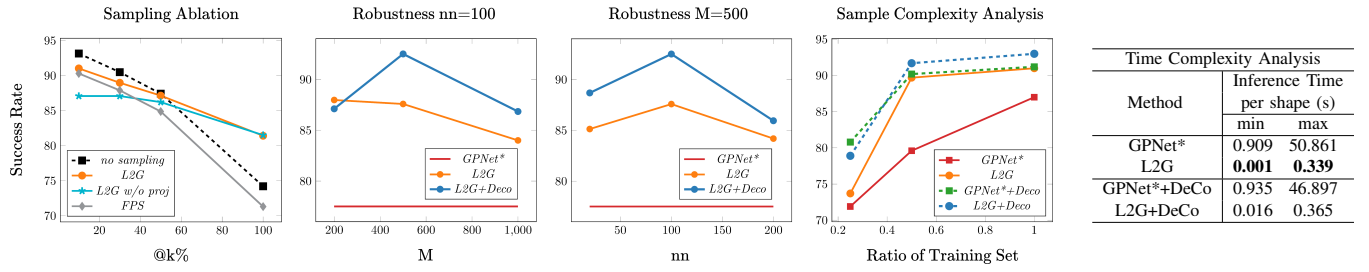 Sampling Ablation
Success Rate
95
90
85
80
75
70
20
40
60
80
100
@k%
no sampling
L2G
L2G w/o proj
FPS
Robustness nn=100
90
85
80
200
400
600
800
1,000
M
GPNet*
L2G
L2G+Deco
Robustness M=500
90
85
80
50
100
150
200
nn
GPNet*
L2G
L2G+Deco
Sample Complexity Analysis
95
90
85
80
75
70
0.2
0.4
0.6
0.8
1.0
Ratio of Training Set
GPNet*
L2G
GPNet*+Deco
L2G+Deco
Time Complexity Analysis
Method
Inference Time
per shape (s)
min max
GPNet* 0.909 50.861
L2G 0.001 0.339
GPNet*+DeCo 0.935 46.897
L2G+DeCo 0.016 0.365